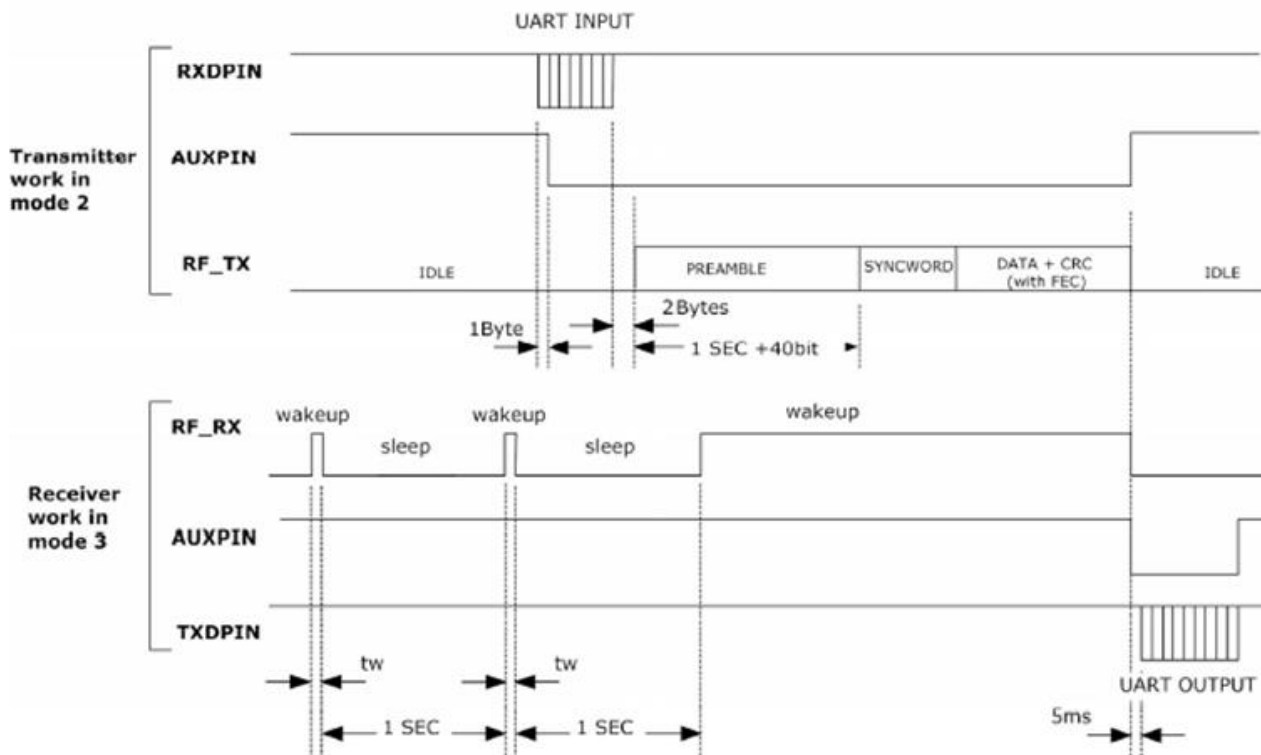 UART INPUT
RXDPIN
AUXPIN
Transmitter
work in
mode 2
RF_TX
IDLE
PREAMBLE
SYNCWORD
DATA + CRC
(with FEC)
IDLE
1Byte
2Bytes
1 SEC +40bit
wakeup
wakeup
wakeup
RF_RX
sleep
sleep
Receiver
work in
mode 3
AUXPIN
TXDPIN
tw
tw
UART OUTPUT
1 SEC
1 SEC
5ms